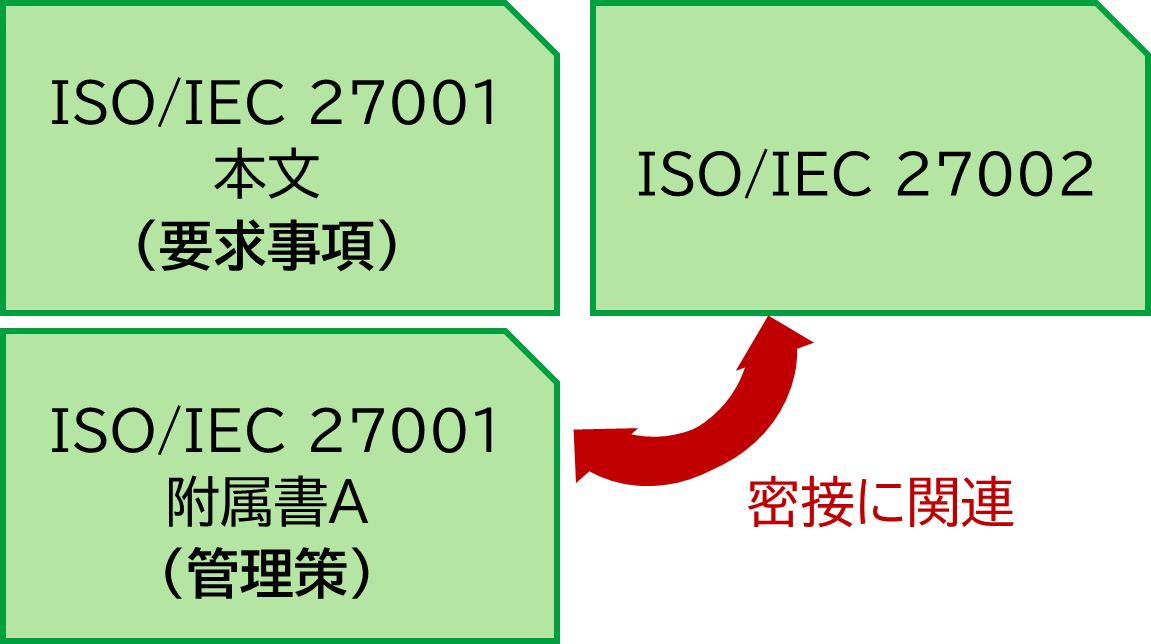 ISO/IEC 27001
本文
（要求事項）
ISO/IEC 27002
ISO/IEC 27001
附属書A
（管理策）
密接に関連